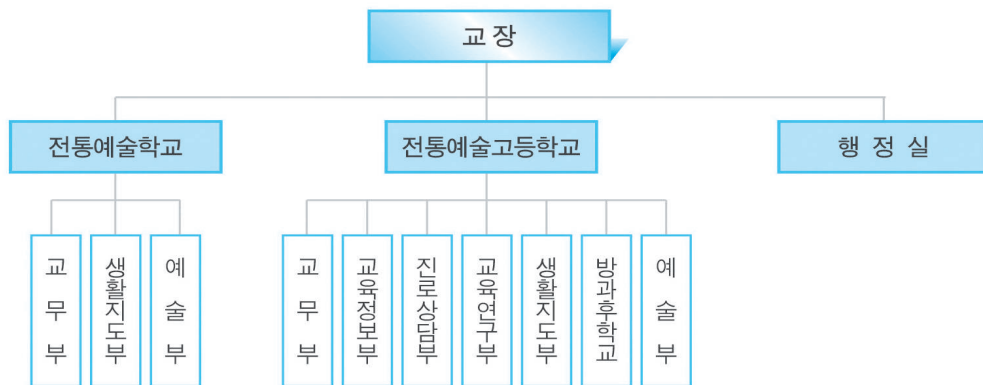 교장
전통예술학교
전통예술고등학교
행정실
교무부
생활지도부
예술부
교무부
교육정보부
진로상담부
교육연구부
생활지도부
방과후학교
예술부